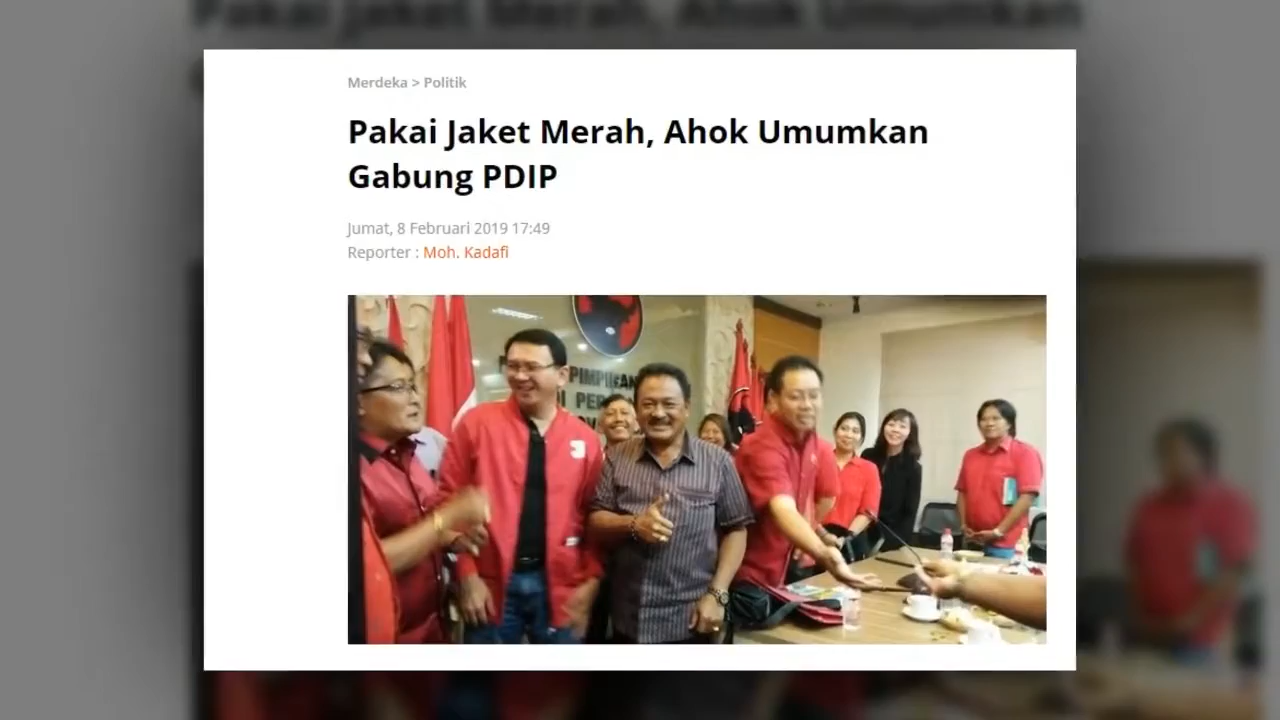 Merdeka > Politik
Pakai Jaket Merah, Ahok Umumkan
Gabung PDIP
Jumat, 8 Februari 2019 17:49
Reporter : Moh. Kadafi